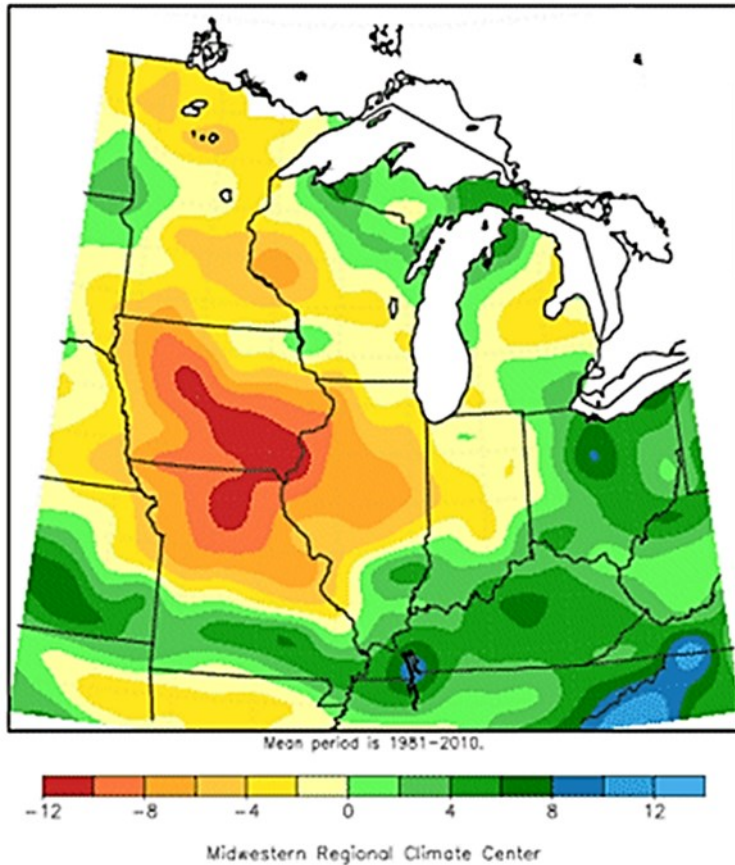 Mean period is 1981-2010.
-12 -8 -4 0 4 8 12
Midwestern Regional Climate Center